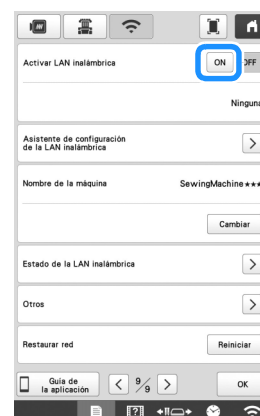 Activar LAN inalámbrica
ON
OFF
Ninguna
Asistente de configuración
de la LAN inalámbrica
Nombre de la máquina
SewingMachine★★★
Cambiar
Estado de la LAN inalámbrica
Otros
Restaurar red
Reiniciar
Guía de
la aplicación
9/9
OK